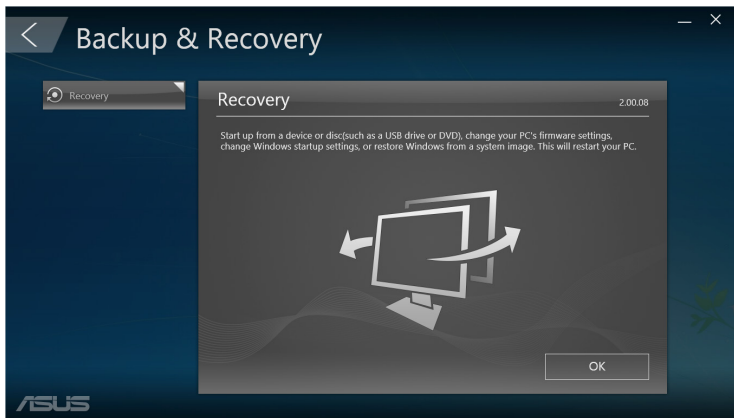 Backup & Recovery
Recovery
Recovery
2.00.08
Start up from a device or disc(such as a USB drive or DVD), change your PC's firmware settings,
change Windows startup settings, or restore Windows from a system image. This will restart your PC.
OK
ASUS